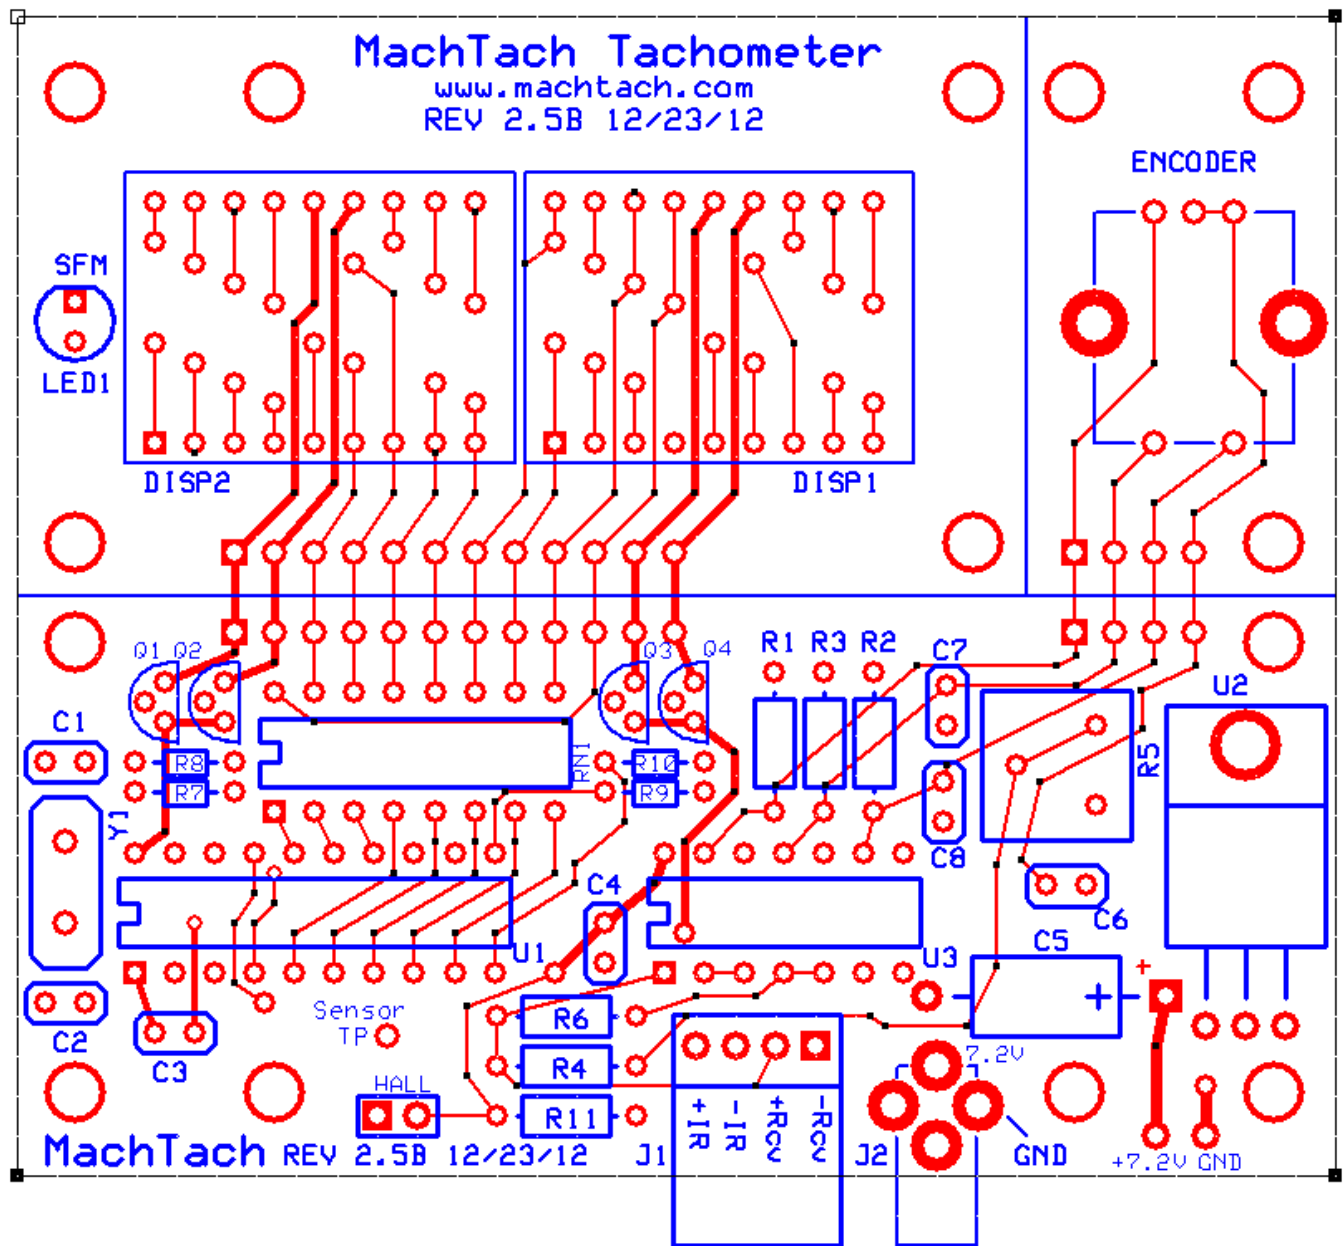 MachTach Tachometer
www.machtach.com
REV 2.5B 12/23/12
ENCODER
SFM
LED1
DISP2
DISP1
Q1 Q2
Q3 Q4
R1 R3 R2
C7
U2
C1
R8
RN1
R10
R5
R7
R9
Y1
C8
C4
C6
U1
U3
C5
+
+
Sensor
TP
R6
C2
C3
R4
7.2V
HALL
R11
+IR
-IR
+Rcv
-Rcv
MachTach REV 2.5B 12/23/12
J1
J2
GND
+7.2V GND